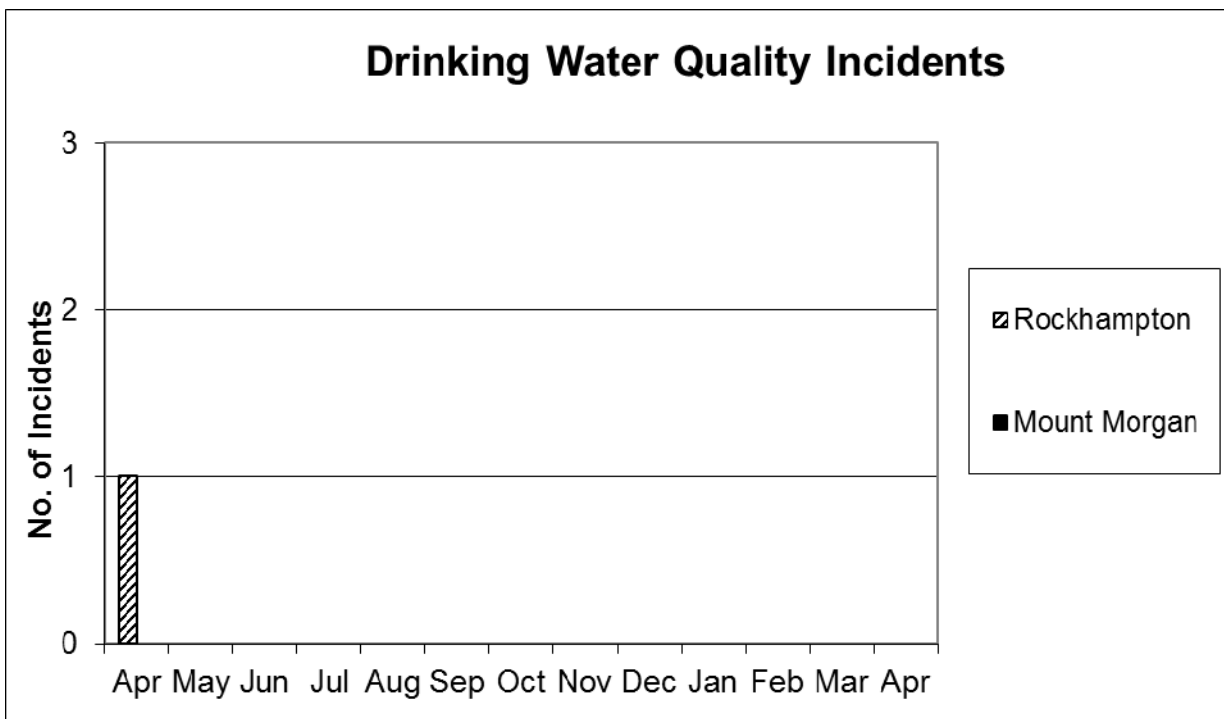 Drinking Water Quality Incidents
No. of Incidents
3
2
1
0
Apr May Jun Jul Aug Sep Oct Nov Dec Jan Feb Mar Apr
Rockhampton
Mount Morgan